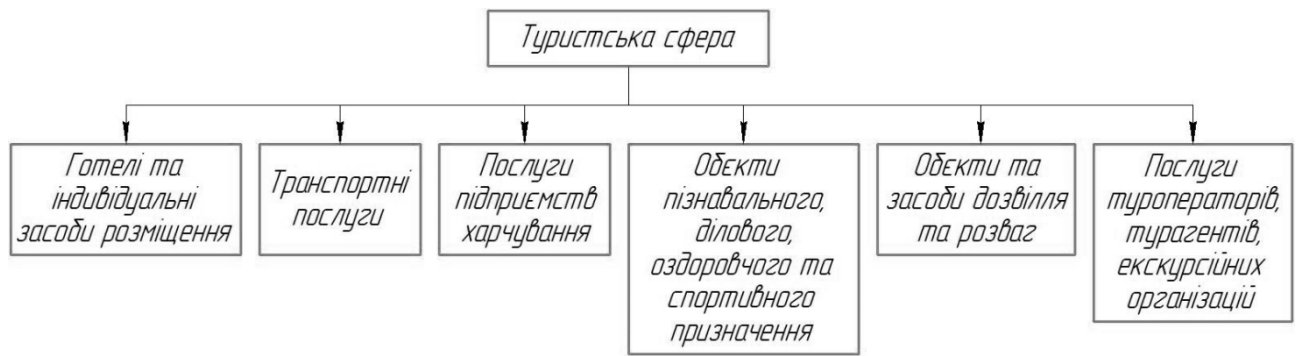 Туристська сфера
Готелі та
індивідуальні
засоби розміщення
Транспортні
послуги
Послуги
підприємств
харчування
Обєкти
пізнавального,
ділового,
оздоровчого та
спортивного
призначення
Обєкти та
засоби дозвілля
та розваг
Послуги
туроператорів,
турагентів,
екскурсійних
організацій